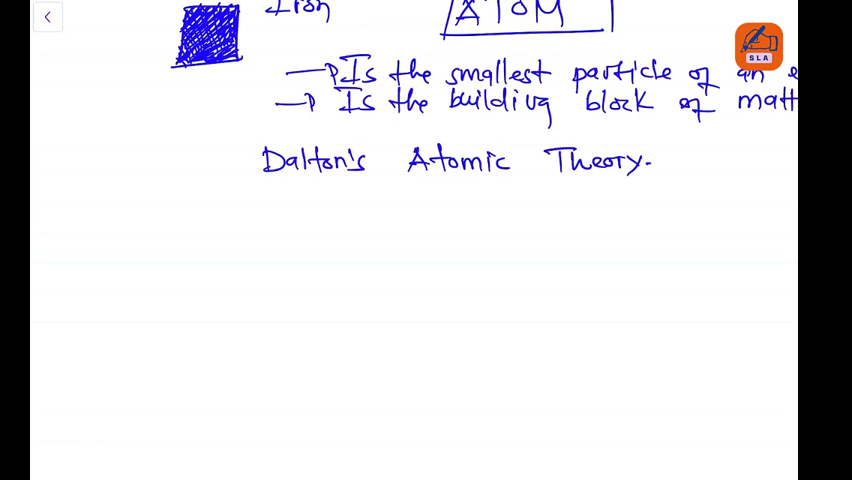 Iron
ATOM
SLA
Is the smallest particle of an e
Is the building block of matt
Dalton's Atomic Theory.